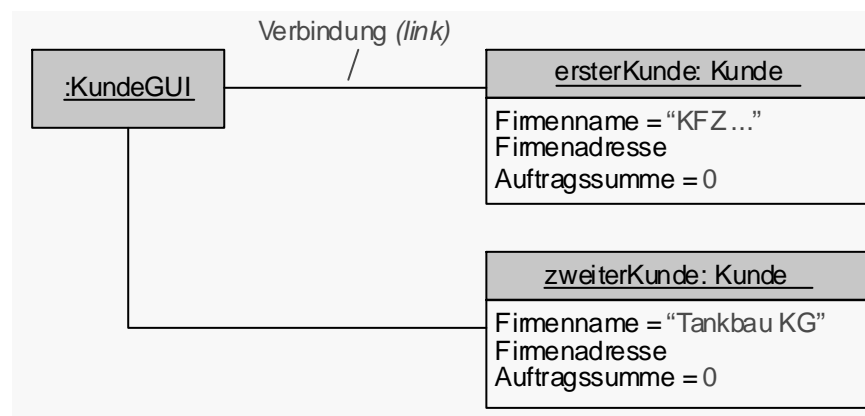 Verbindung (link)
:KundeGUI
ersterKunde: Kunde
Firmenname = “KFZ ...”
Firmenadresse
Auftragssumme = 0
zweiterKunde: Kunde
Firmenname = “Tankbau KG”
Firmenadresse
Auftragssumme = 0